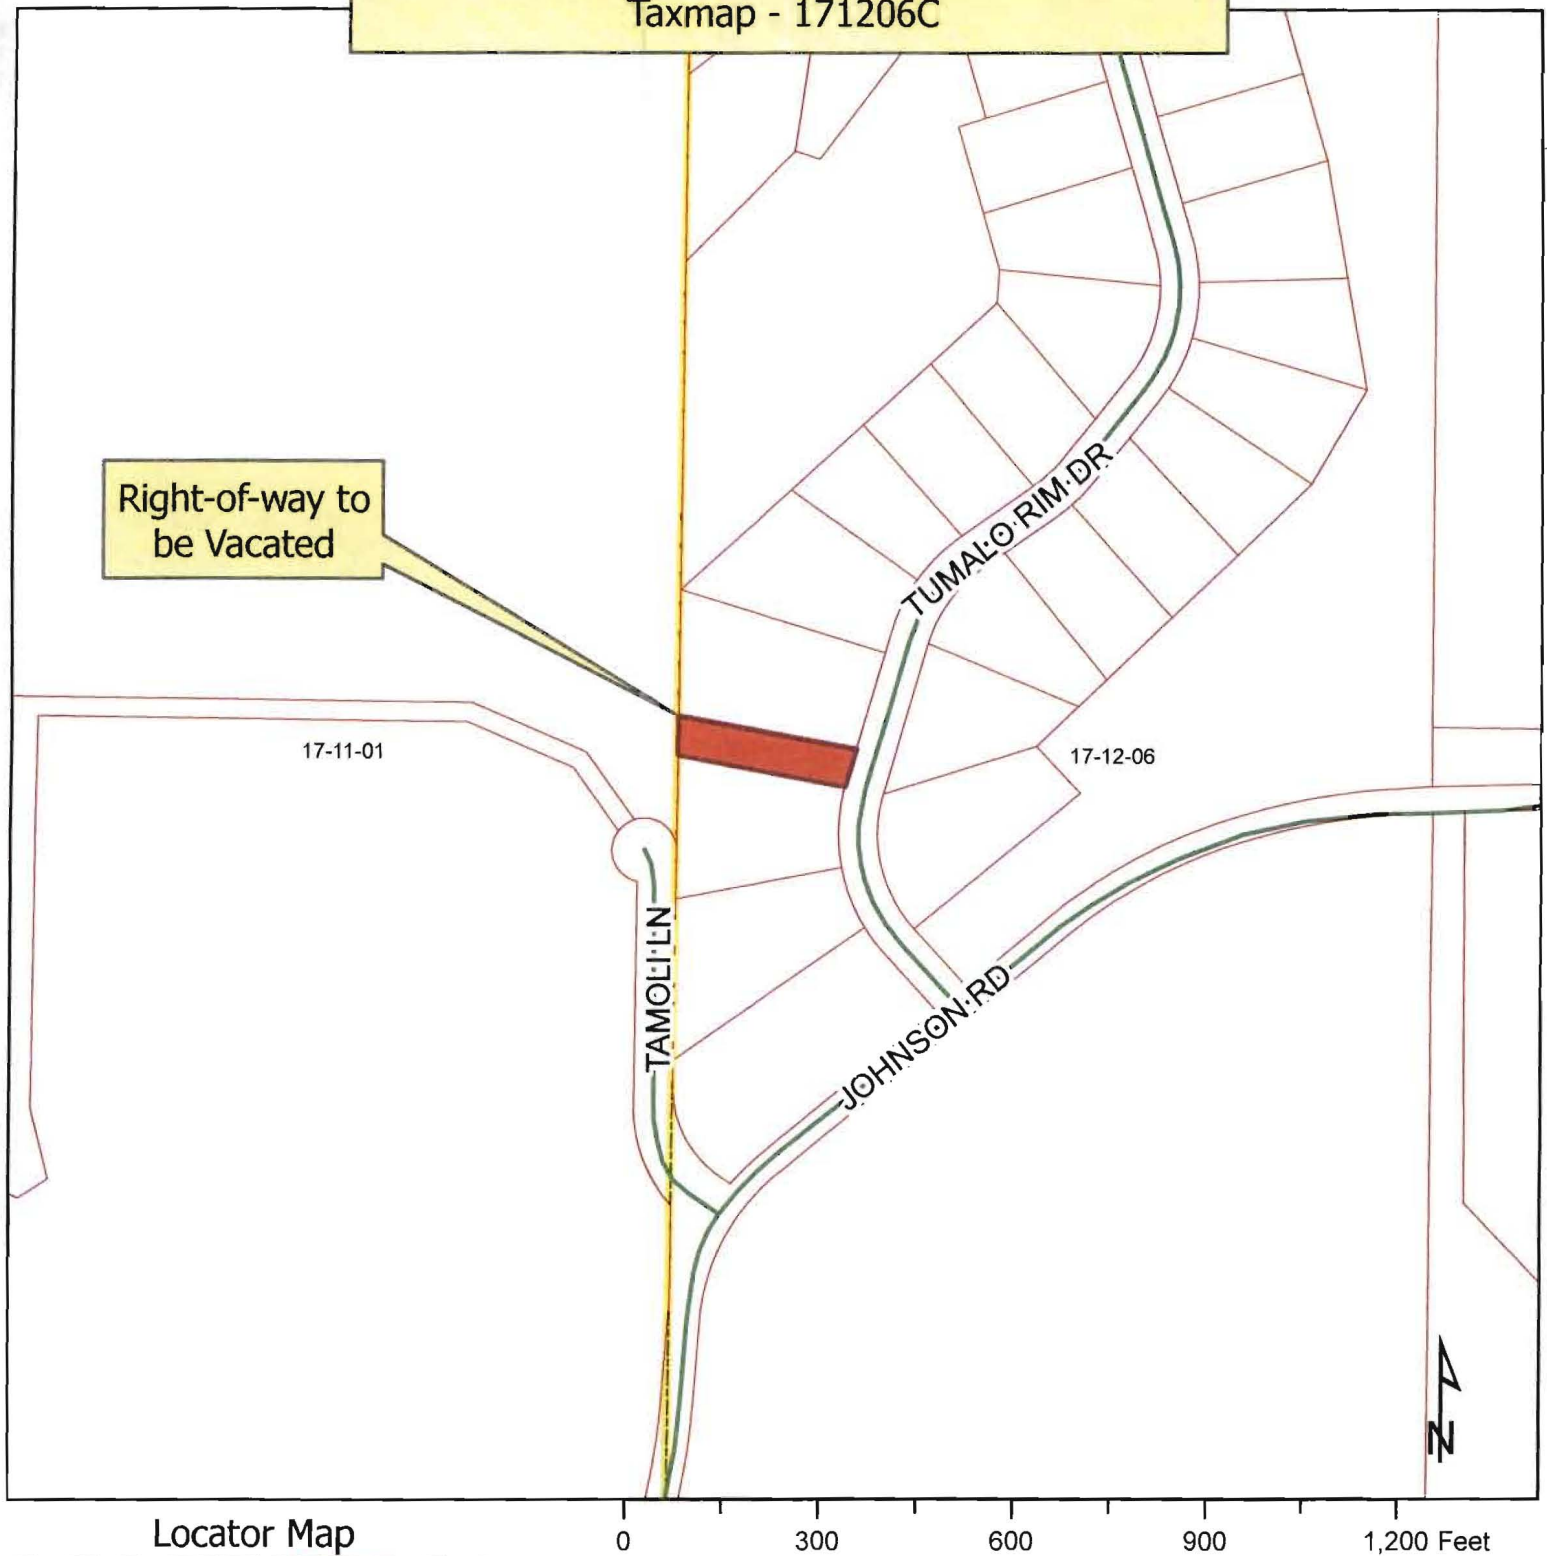 Taxmap - 171206C
Right-of-way to
be Vacated
TUMALO RIM DR
17-11-01
17-12-06
TAMOLI LN
JOHNSON RD
N
Locator Map
0 300 600 900 1,200 Feet